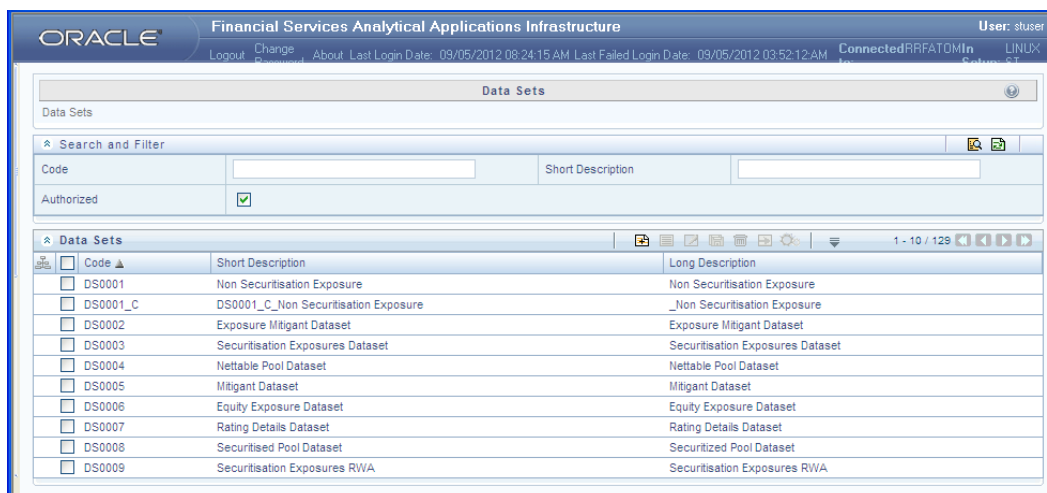 ORACLE
Financial Services Analytical Applications Infrastructure
User: stuser
Logout Change Password About Last Login Date: 09/05/2012 08:24:15 AM Last Failed Login Date: 09/05/2012 03:52:12:AM Connected RRFATOM In LINUX
Data Sets
Data Sets
Search and Filter
Code
Short Description
Authorized
Data Sets
1 - 10 / 129
Code Short Description Long Description
DS0001 Non Securitisation Exposure Non Securitisation Exposure
DS0001_C DS0001_C_Non Securitisation Exposure _Non Securitisation Exposure
DS0002 Exposure Mitigant Dataset Exposure Mitigant Dataset
DS0003 Securitisation Exposures Dataset Securitisation Exposures Dataset
DS0004 Nettable Pool Dataset Nettable Pool Dataset
DS0005 Mitigant Dataset Mitigant Dataset
DS0006 Equity Exposure Dataset Equity Exposure Dataset
DS0007 Rating Details Dataset Rating Details Dataset
DS0008 Securitised Pool Dataset Securitized Pool Dataset
DS0009 Securitisation Exposures RWA Securitisation Exposures RWA